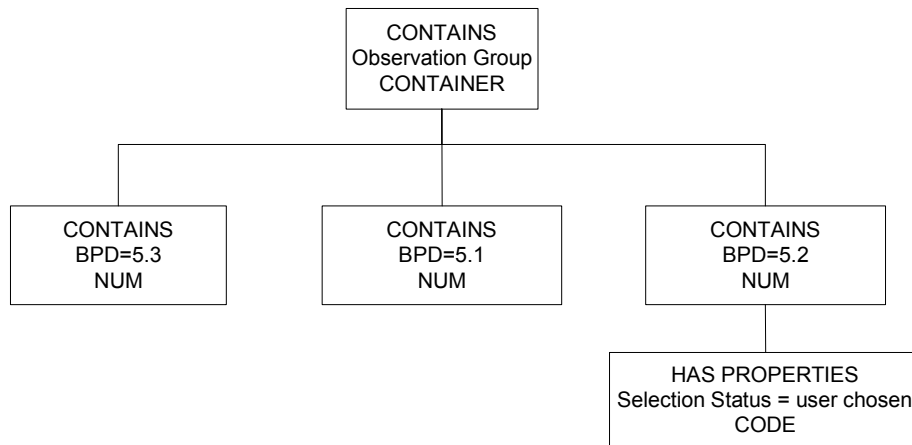 CONTAINS
Observation Group
CONTAINER
CONTAINS
BPD=5.3
NUM
CONTAINS
BPD=5.1
NUM
CONTAINS
BPD=5.2
NUM
HAS PROPERTIES
Selection Status = user chosen
CODE